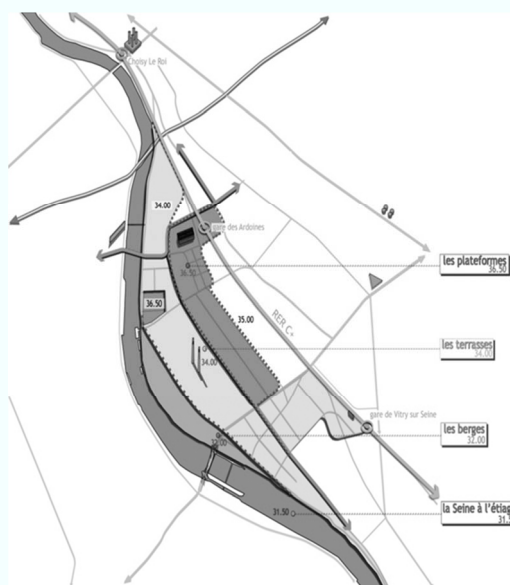 Choisy Le Roi
34.00
gare des Ardoines
36.50
les plateformes
36.50
36.50
35.00
RER C+
les terrasses
34.00
34.00
gare de Vitry sur Seine
les berges
32.00
32.00
la Seine à l'étiag
31.50
31.5